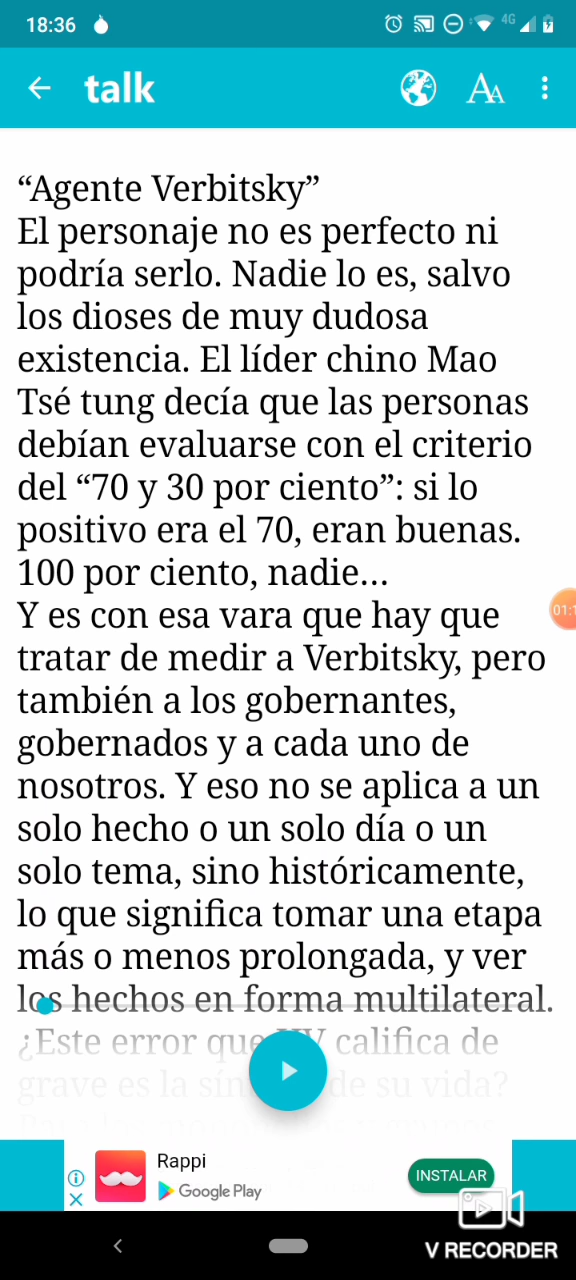 18:36
4G
talk
AA
“Agente Verbitsky”
El personaje no es perfecto ni
podría serlo. Nadie lo es, salvo
los dioses de muy dudosa
existencia. El líder chino Mao
Tsé tung decía que las personas
debían evaluarse con el criterio
del “70 y 30 por ciento”: si lo
positivo era el 70, eran buenas.
100 por ciento, nadie...
Y es con esa vara que hay que
tratar de medir a Verbitsky, pero
también a los gobernantes,
gobernados y a cada uno de
nosotros. Y eso no se aplica a un
solo hecho o un solo día o un
solo tema, sino históricamente,
lo que significa tomar una etapa
más o menos prolongada, y ver
los hechos en forma multilateral.
¿Este error que HV califica de
grave es la de su vida?
Rappi
Google Play
INSTALAR
V RECORDER